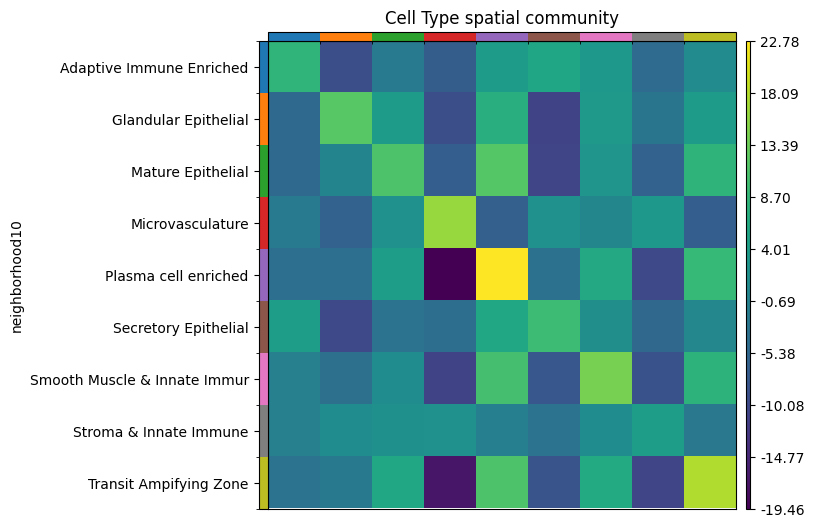 Cell Type spatial community
neighborhood10
Adaptive Immune Enriched
Glandular Epithelial
Mature Epithelial
Microvasculature
Plasma cell enriched
Secretory Epithelial
Smooth Muscle & Innate Immur
Stroma & Innate Immune
Transit Ampifying Zone
22.78
18.09
13.39
8.70
4.01
-0.69
-5.38
-10.08
-14.77
-19.46